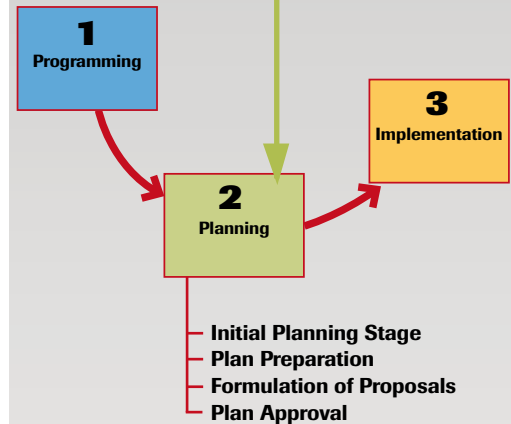 1
Programming
3
Implementation
2
Planning
Initial Planning Stage
Plan Preparation
Formulation of Proposals
Plan Approval